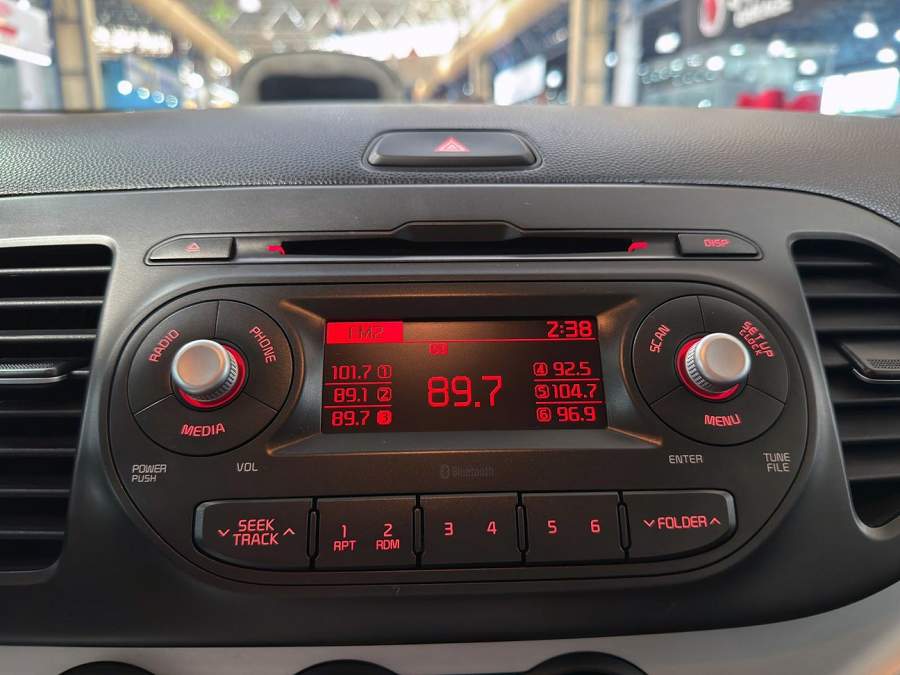 DISP
RADIO
PHONE
MEDIA
POWER
PUSH
VOL
FM2
2:38
101.7 1
89.1 2
89.7 3
89.7
4 92.5
5 104.7
6 96.9
Bluetooth
SCAN
SETUP
CLOCK
MENU
ENTER
TUNE
FILE
SEEK
TRACK
1
RPT
2
RDM
3
4
5
6
FOLDER